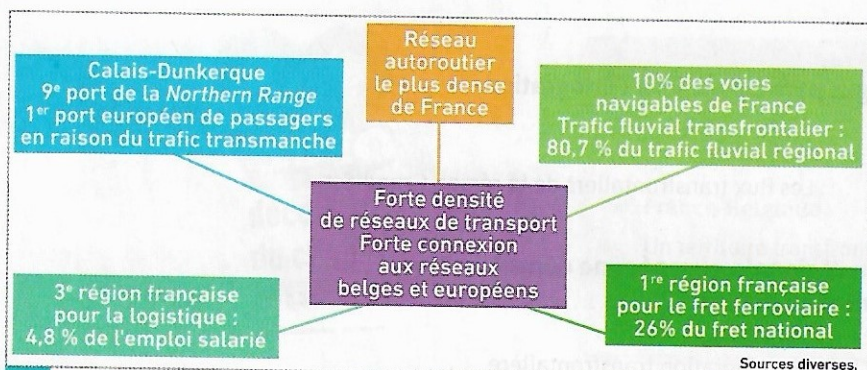 Réseau
autoroutier
le plus dense
de France
Calais-Dunkerque
9e port de la Northern Range
1er port européen de passagers
en raison du trafic transmanche
10% des voies
navigables de France
Trafic fluvial transfrontalier :
80,7 % du trafic fluvial régional
Forte densité
de réseaux de transport
Forte connexion
aux réseaux
belges et européens
3e région française
pour la logistique :
4,8 % de l'emploi salarié
1re région française
pour le fret ferroviaire :
26% du fret national
Sources diverses.